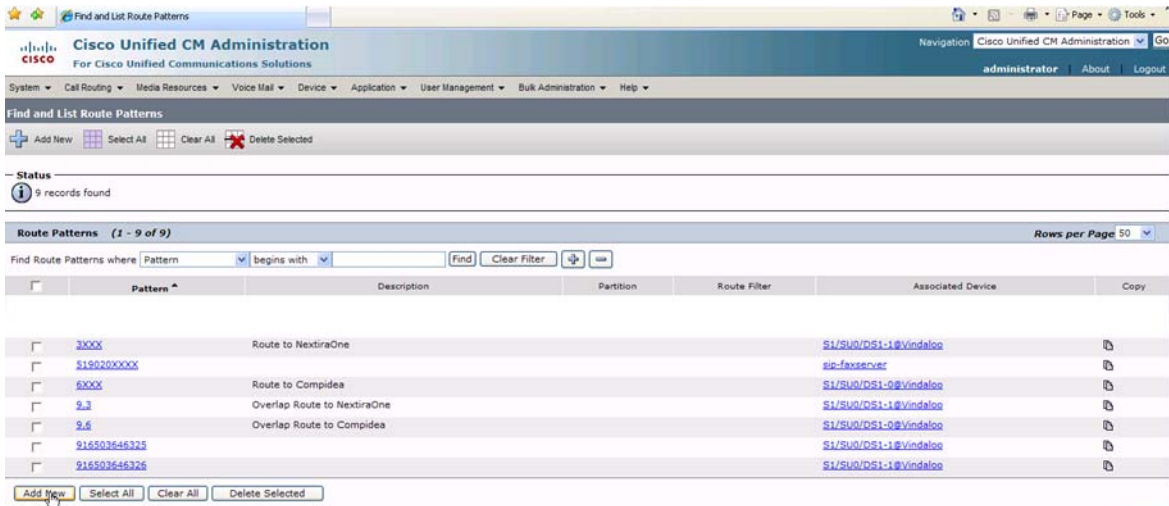 Find and List Route Patterns
Page Tools
CISCO
Cisco Unified CM Administration
For Cisco Unified Communications Solutions
Navigation Cisco Unified CM Administration Go
administrator About Logout
System Call Routing Media Resources Voice Mail Device Application User Management Bulk Administration Help
Find and List Route Patterns
Add New Select All Clear All Delete Selected
Status
9 records found
Route Patterns (1 - 9 of 9) Rows per Page 50
Find Route Patterns where Pattern begins with Find Clear Filter
Pattern Description Partition Route Filter Associated Device Copy
3XXX Route to NextiraOne S1/SU0/DS1-1@Vindaloo
519020XXXX sip-faxserver
6XXX Route to Compidea S1/SU0/DS1-0@Vindaloo
9.3 Overlap Route to NextiraOne S1/SU0/DS1-1@Vindaloo
9.6 Overlap Route to Compidea S1/SU0/DS1-0@Vindaloo
916503646325 S1/SU0/DS1-1@Vindaloo
916503646326 S1/SU0/DS1-1@Vindaloo
Add New Select All Clear All Delete Selected